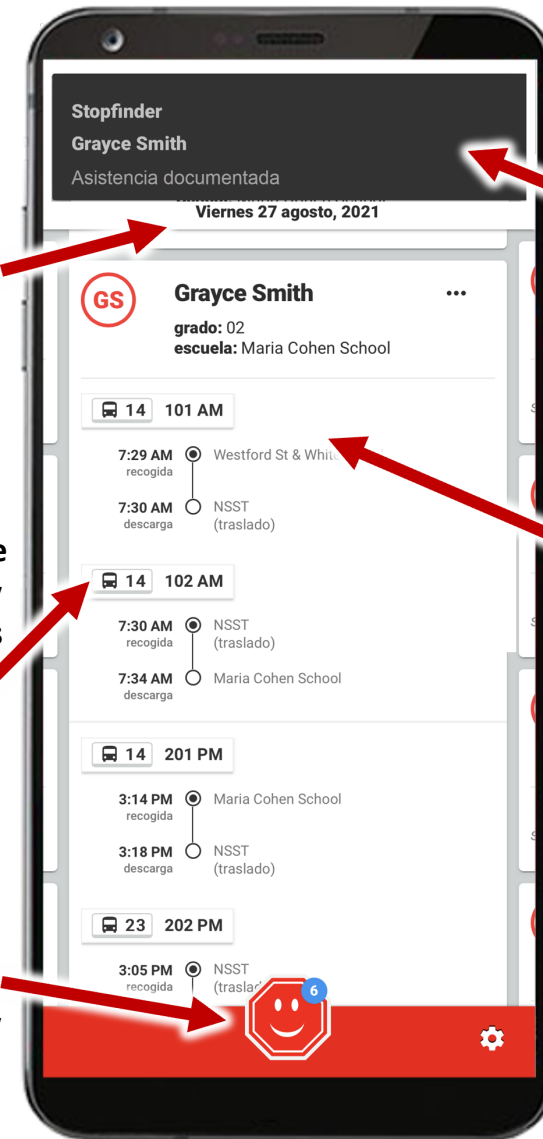 Stopfinder
Grayce Smith
Asistencia documentada
Viernes 27 agosto, 2021
GS
Grayce Smith
grado: 02
escuela: Maria Cohen School
14 101 AM
7:29 AM Westford St &
recogida
7:30 AM NSST
descarga (traslado)
14 102 AM
7:30 AM NSST
recogida (traslado)
7:34 AM Maria Cohen School
descarga
14 201 PM
3:14 PM Maria Cohen School
recogida
3:18 PM NSST
descarga (traslado)
23 202 PM
3:05 PM NSST
recogida
6